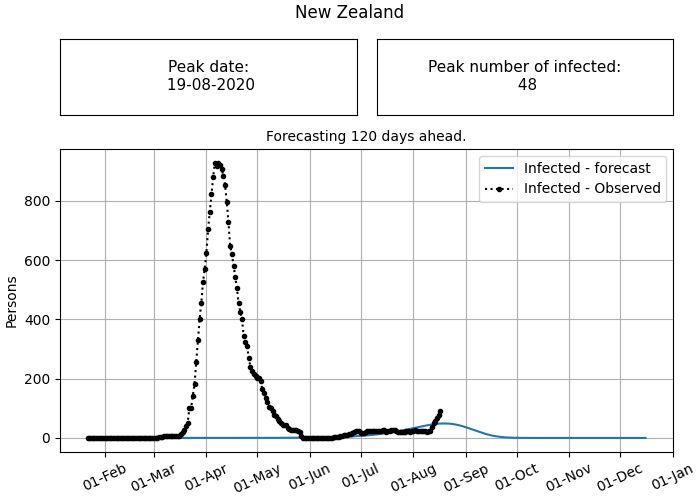 New Zealand
Peak date:
19-08-2020
Peak number of infected:
48
Forecasting 120 days ahead.
Infected - forecast
Infected - Observed
Persons
800
600
400
200
0
01-Feb
01-Mar
01-Apr
01-May
01-Jun
01-Jul
01-Aug
01-Sep
01-Oct
01-Nov
01-Dec
01-Jan